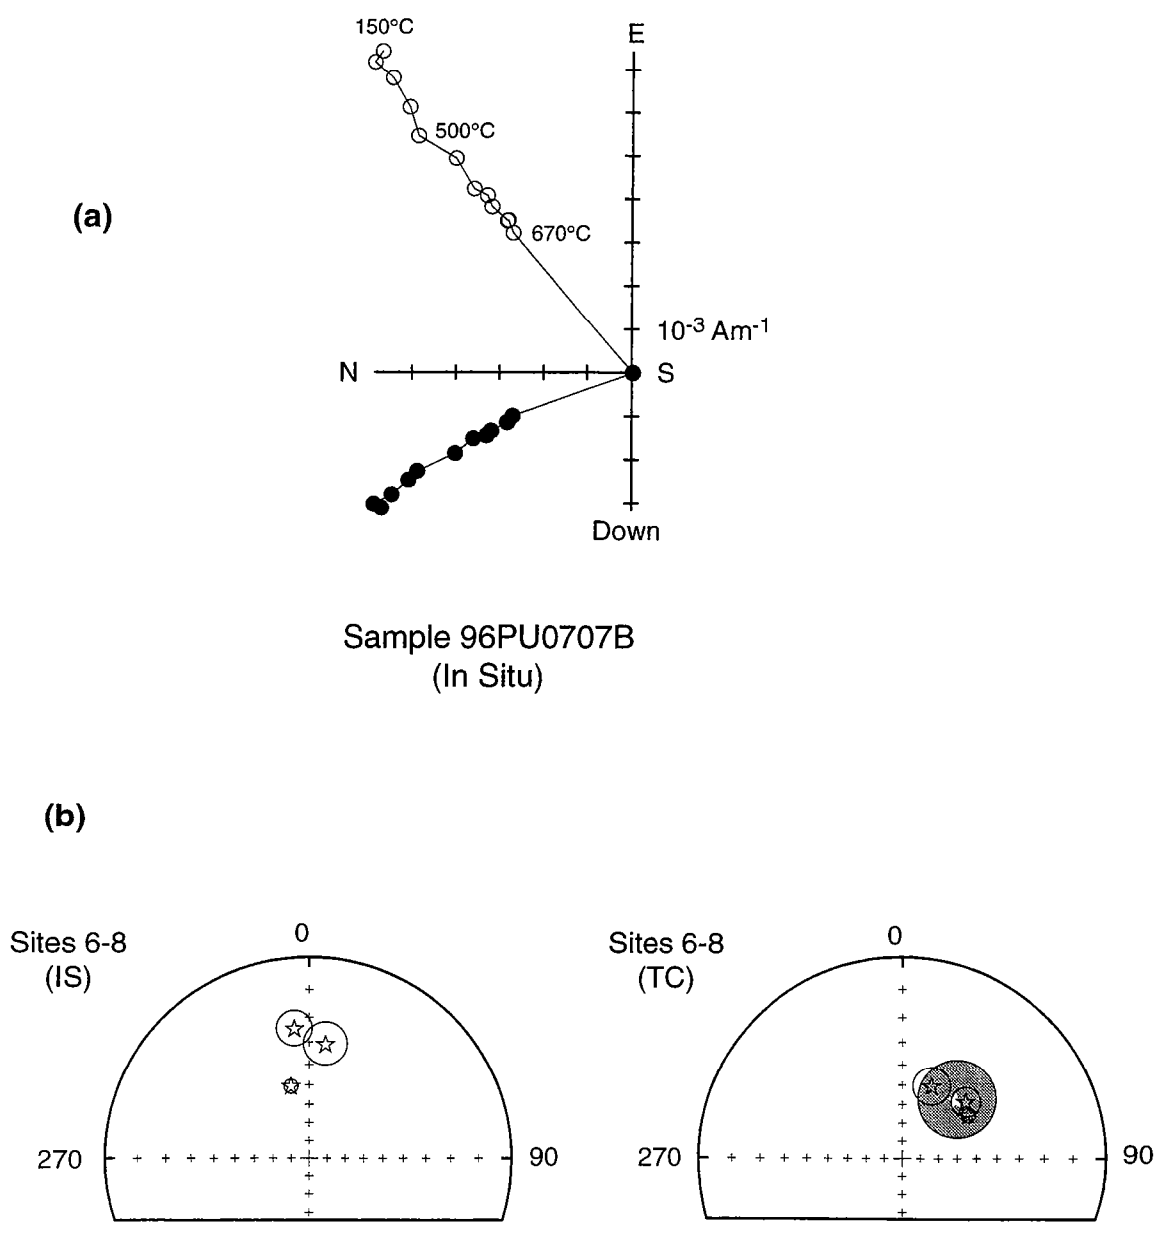 150°C
E
500°C
(a)
670°C
10⁻³ Am⁻¹
N
S
Down
Sample 96PU0707B
(In Situ)
(b)
Sites 6-8
(IS)
0
270
90
Sites 6-8
(TC)
0
270
90